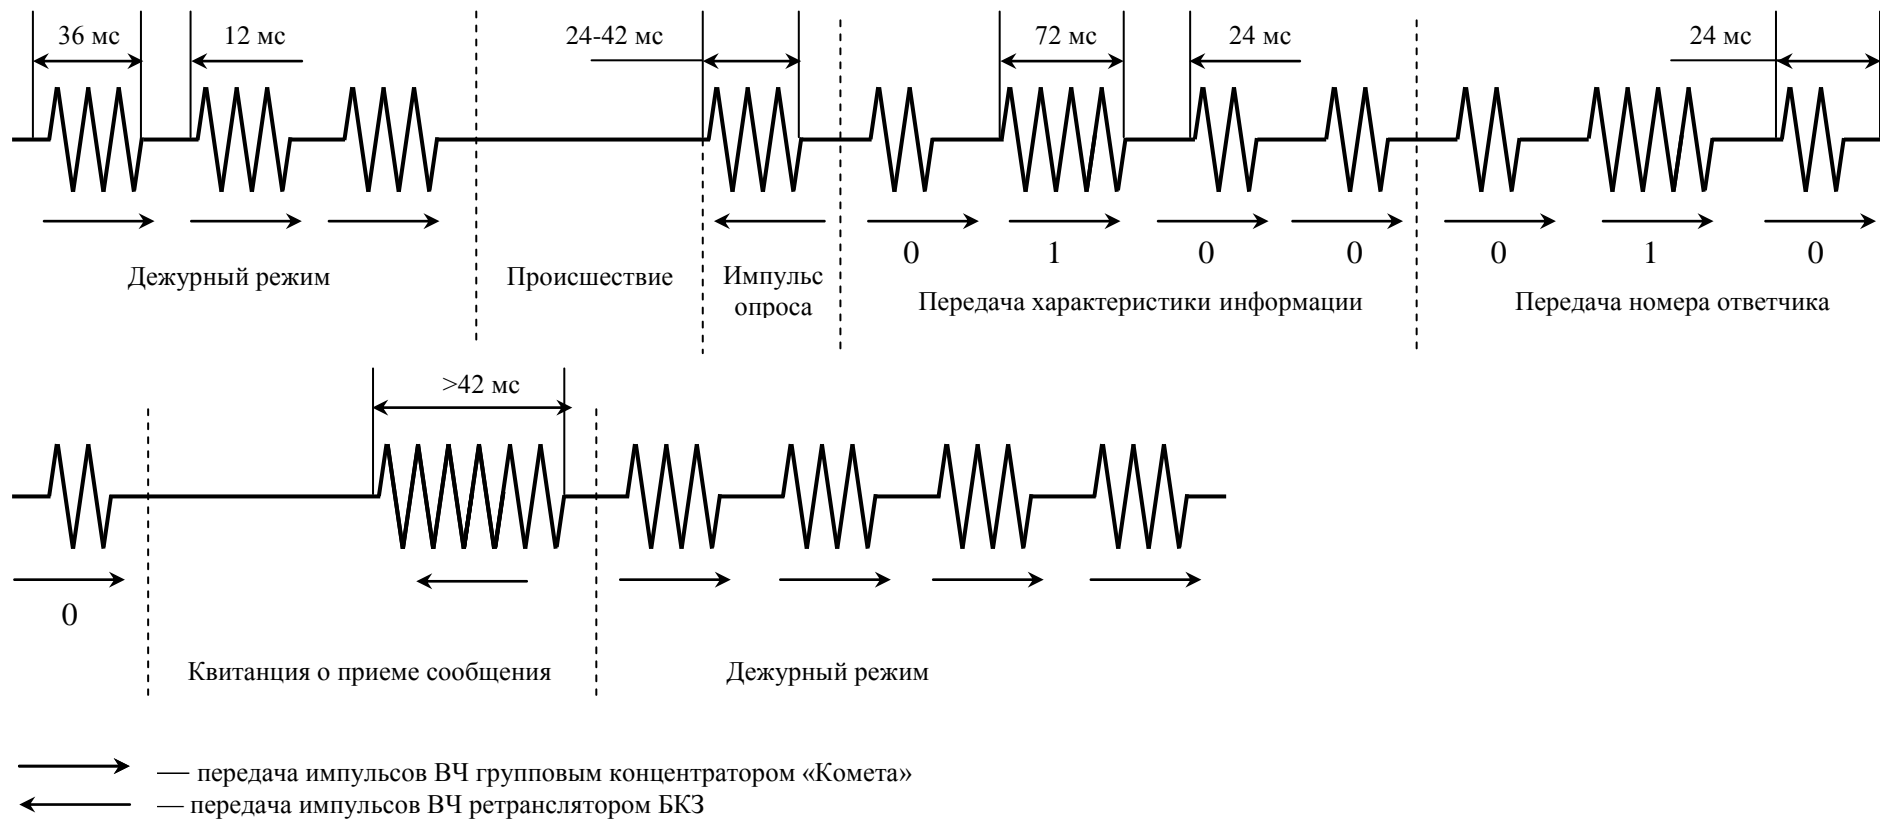 36 мс 12 мс 24-42 мс 72 мс 24 мс 24 мс
0 1 0 0 0 1 0
Дежурный режим
Происшествие
Импульс
опроса
Передача характеристики информации
Передача номера ответчика
>42 мс
0
Квитанция о приеме сообщения
Дежурный режим
— передача импульсов ВЧ групповым концентратором «Комета»
— передача импульсов ВЧ ретранслятором БКЗ